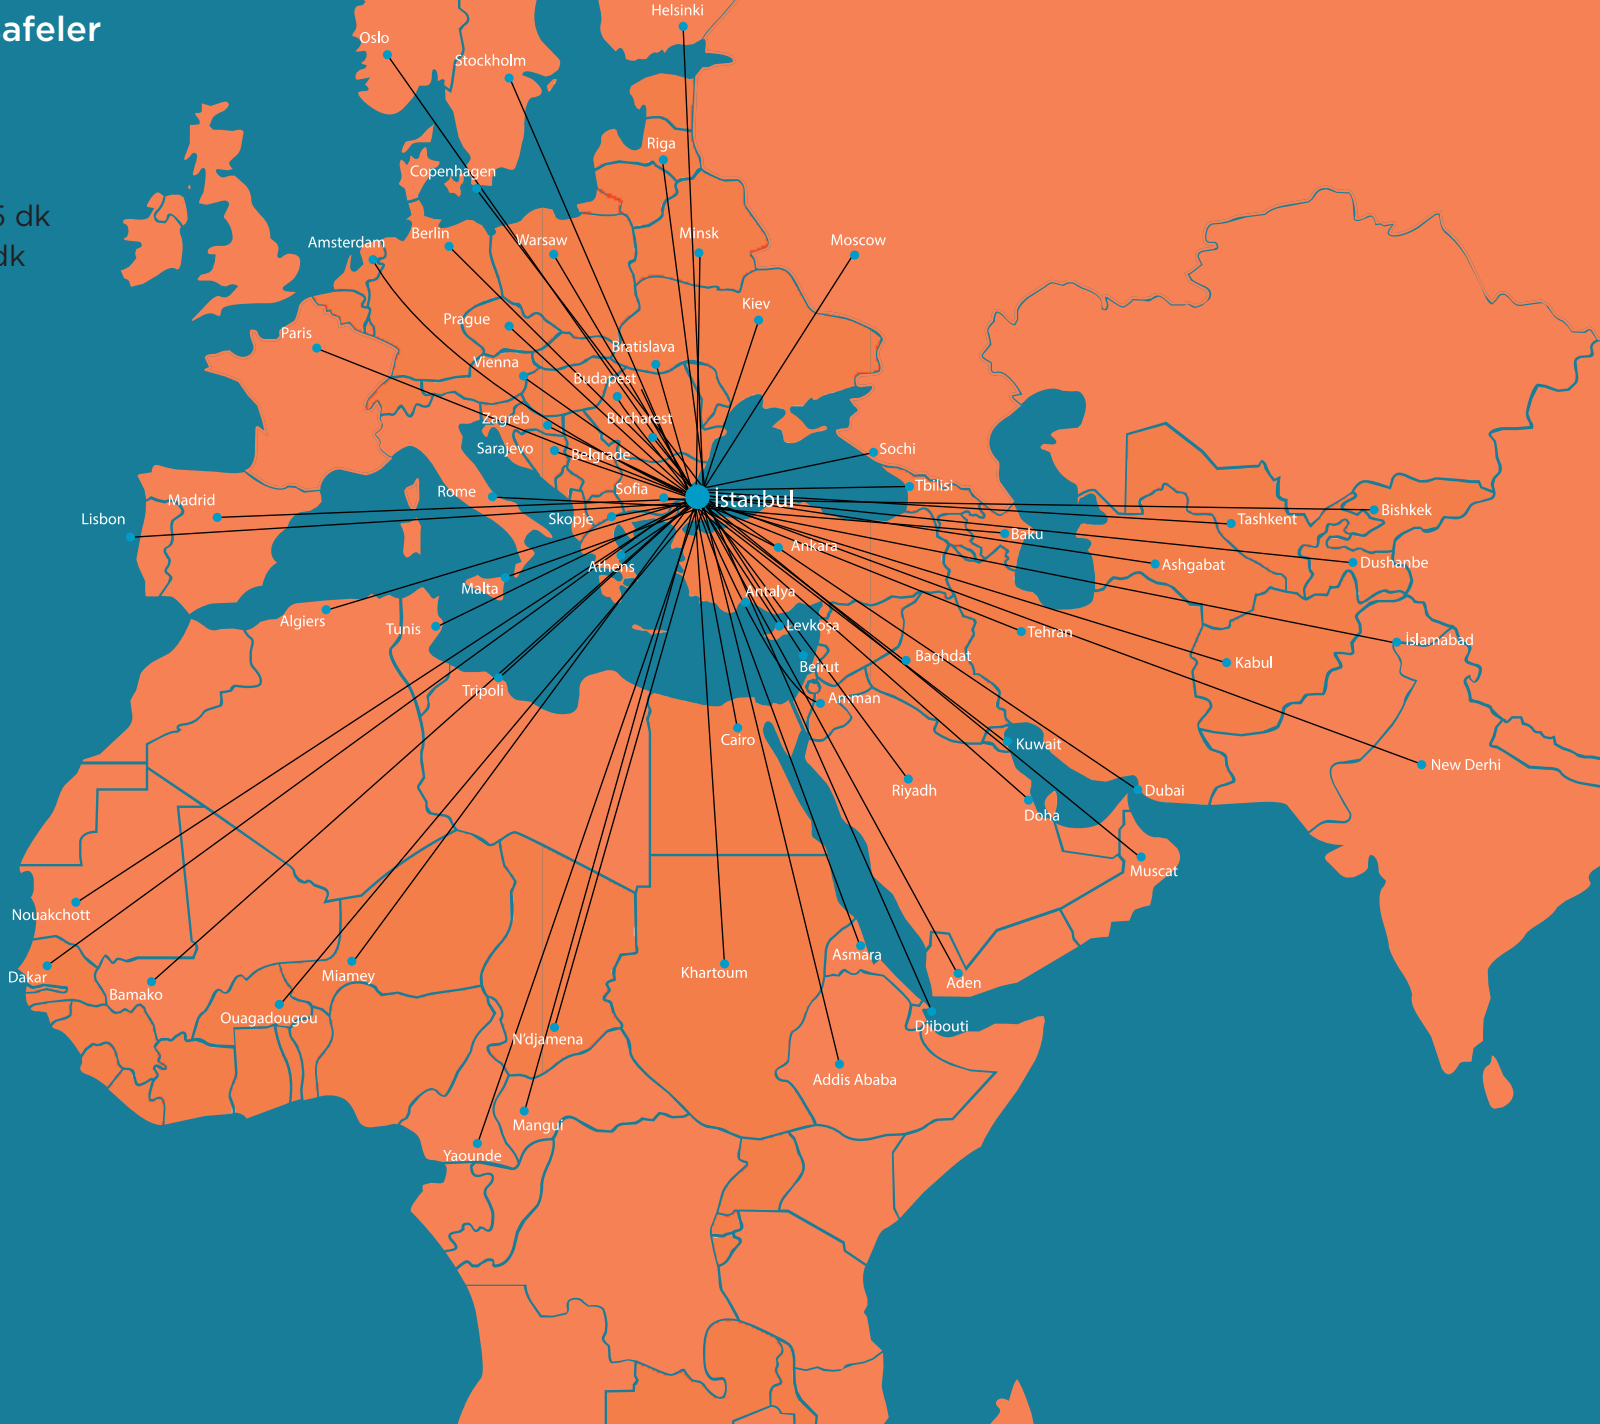 afeler
Helsinki
Oslo
Stockholm
Riga
Copenhagen
5 dk
dk
Amsterdam
Berlin
Warsaw
Minsk
Moscow
Kiev
Prague
Paris
Bratislava
Vienna
Budapest
Zagreb
Bucharest
Sarajevo
Belgrade
Sochi
Rome
Sofia
İstanbul
Tbilisi
Madrid
Lisbon
Skopje
Bishkek
Tashkent
Baku
Ankara
Athens
Ashgabat
Dushanbe
Malta
Antalya
Algiers
Tunis
Levkoşa
Tehran
İslamabad
Beirut
Baghdat
Kabul
Tripoli
Amman
Cairo
Kuwait
New Derhi
Riyadh
Dubai
Doha
Muscat
Nouakchott
Dakar
Bamako
Miamey
Khartoum
Asmara
Aden
Ouagadougou
Djibouti
N'djamena
Addis Ababa
Mangui
Yaounde